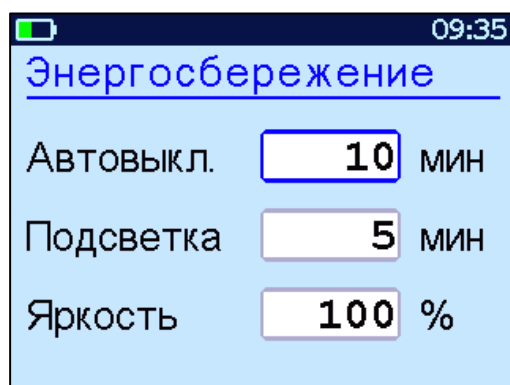 09:35
Энергосбережение
Автовыкл. 10 мин
Подсветка 5 мин
Яркость 100 %